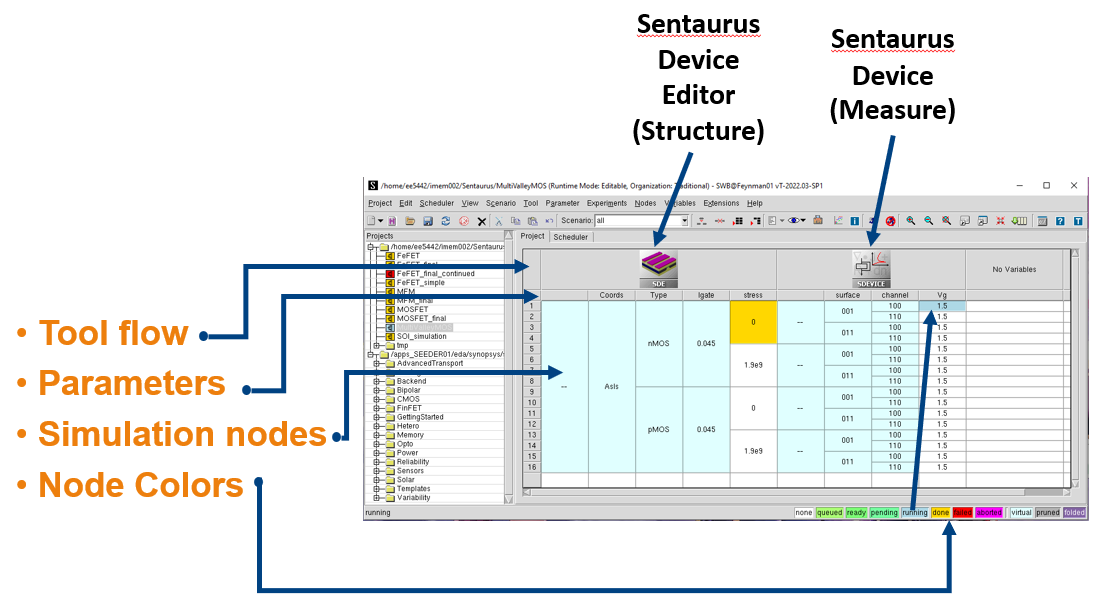 Sentaurus
Device
Editor
(Structure)
Sentaurus
Device
(Measure)
• Tool flow
• Parameters
• Simulation nodes
• Node Colors
S /home/ee5442/imem002/Sentaurus/MultiValleyMOS (Runtime Mode: Editable, Organization: Traditional) - SWB@Feynman01 vT-2022.03-SP1
Project Edit Scheduler View Scenario Tool Parameter Experiments Nodes Variables Extensions Help
Scenario: all
Projects
/home/ee5442/imem002/Sentaurus
FeFET
FeFET_final
FeFET_final_continued
FeFET_simple
MFM
MFM_final
MOSFET
MOSFET_final
SOI_simulation
tmp
/apps_SEEDER01/eda/synopsys/
AdvancedTransport
Backend
Bipolar
CMOS
FinFET
GettingStarted
Hetero
Memory
Opto
Power
Reliability
Sensors
Solar
Templates
Variability
Project Scheduler
SDE SDEVICE No Variables
Coords Type lgate stress surface channel Vg
1 -- AsIs nMOS 0.045 0 -- 001 100 1.5
2 110 1.5
3 011 100 1.5
4 110 1.5
5 1.9e9 -- 001 100 1.5
6 110 1.5
7 011 100 1.5
8 110 1.5
9 pMOS 0.045 0 -- 001 100 1.5
10 110 1.5
11 011 100 1.5
12 110 1.5
13 1.9e9 -- 001 100 1.5
14 110 1.5
15 011 100 1.5
16 110 1.5
running
none queued ready pending running done failed aborted virtual pruned folded